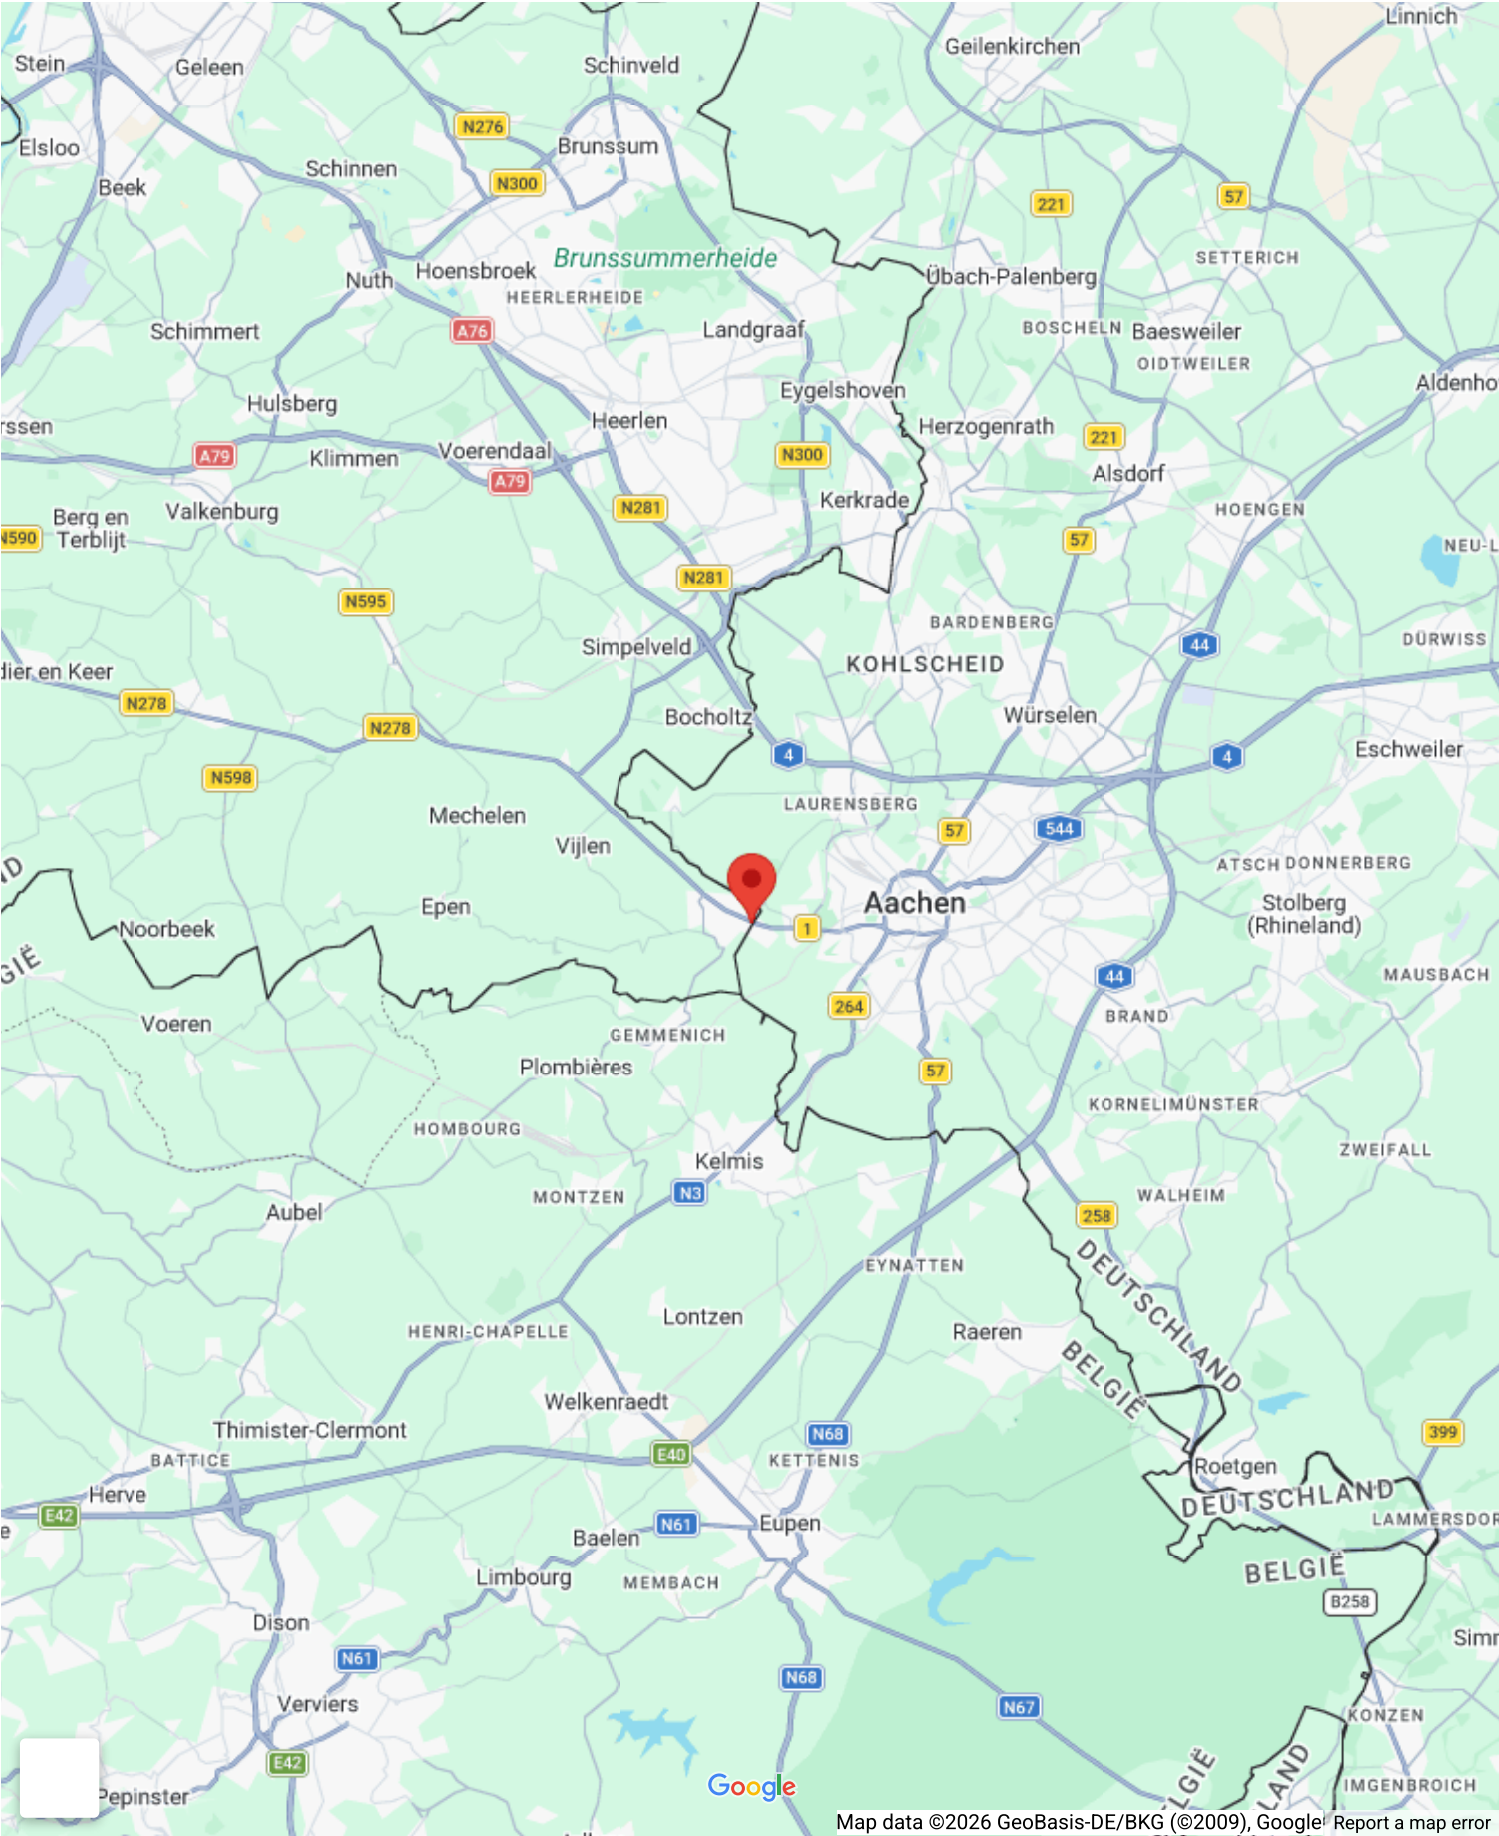 Linnich
Geilenkirchen
Stein
Geleen
Schinveld
N276
Elsloo
Brunssum
Schinnen
N300
Beek
221
57
Brunssummerheide
SETTERICH
Hoensbroek
Nuth
Übach-Palenberg
HEERLERHEIDE
Schimmert
A76
Landgraaf
BOSCHELN
Baesweiler
OIDTWEILER
Aldenho
Eygelshoven
Hulsberg
rssen
Heerlen
Herzogenrath
221
A79
Klimmen
Voerendaal
N300
Alsdorf
A79
Kerkrade
Valkenburg
N281
HOENGEN
Berg en
Terblijt
N590
57
NEU-L
N281
N595
BARDENBERG
Simpelveld
44
DÜRWISS
KOHLSCHEID
dier en Keer
N278
Bocholtz
Würselen
N278
4
4
Eschweiler
N598
LAURENSBERG
Mechelen
57
544
Vijlen
ND
ATSCH
DONNERBERG
Aachen
Epen
Stolberg
(Rhineland)
Noorbeek
1
GIË
44
MAUSBACH
264
Voeren
BRAND
GEMMENICH
Plombières
57
KORNELIMÜNSTER
HOMBOURG
ZWEIFALL
Kelmis
N3
MONTZEN
WALHEIM
Aubel
258
EYNATTEN
DEUTSCHLAND
Lontzen
HENRI-CHAPELLE
Raeren
BELGIË
Welkenraedt
Thimister-Clermont
N68
399
BATTICE
E40
KETTENIS
Roetgen
Herve
DEUTSCHLAND
E42
e
N61
Eupen
LAMMERSDOR
Baelen
BELGIË
Limbourg
MEMBACH
B258
Dison
N61
Simm
N68
Verviers
N67
KONZEN
E42
LGIË
LAND
Google
IMGENBROICH
Pepinster
Map data ©2026 GeoBasis-DE/BKG (©2009), Google
Report a map error